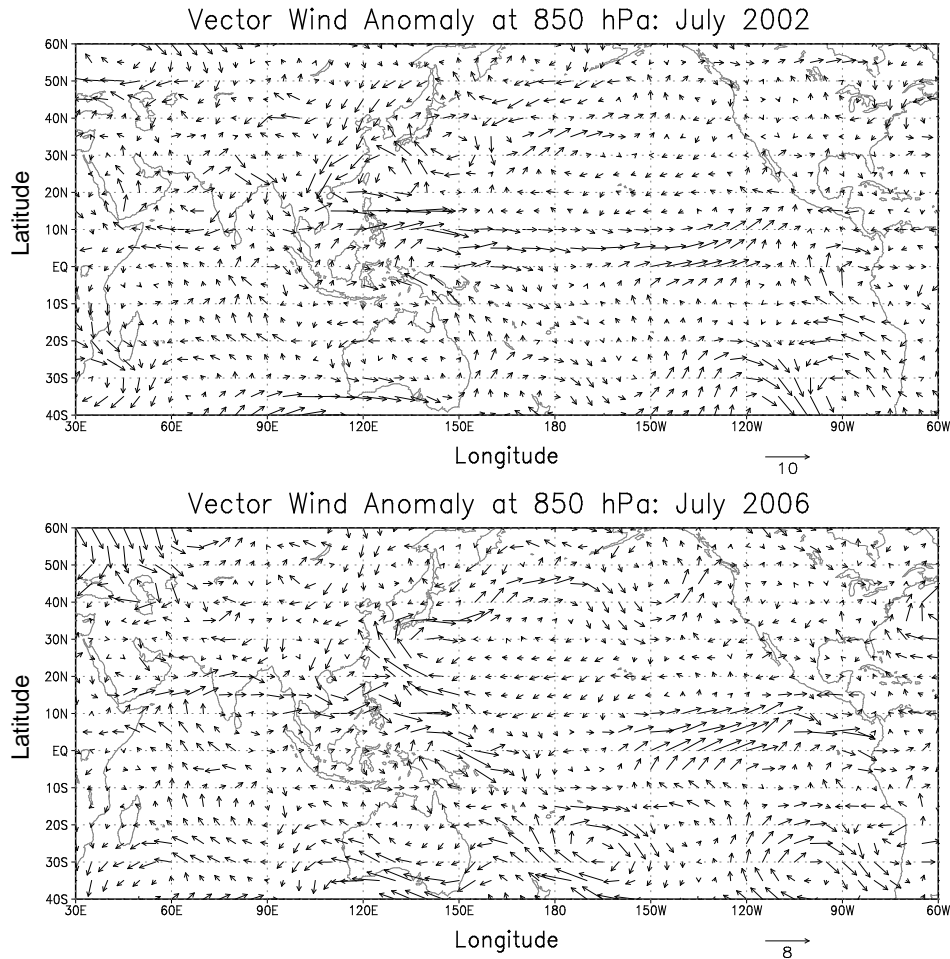 Vector Wind Anomaly at 850 hPa: July 2002
60N
50N
40N
30N
20N
10N
EQ
10S
20S
30S
40S
Latitude
30E 60E 90E 120E 150E 180 150W 120W 90W 60W
Longitude
10
Vector Wind Anomaly at 850 hPa: July 2006
60N
50N
40N
30N
20N
10N
EQ
10S
20S
30S
40S
Latitude
30E 60E 90E 120E 150E 180 150W 120W 90W 60W
Longitude
8